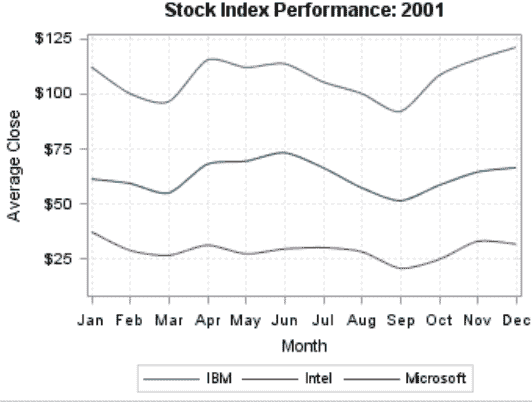 Stock Index Performance: 2001
Average Close
$125
$100
$75
$50
$25
Jan Feb Mar Apr May Jun Jul Aug Sep Oct Nov Dec
Month
IBM Intel Microsoft